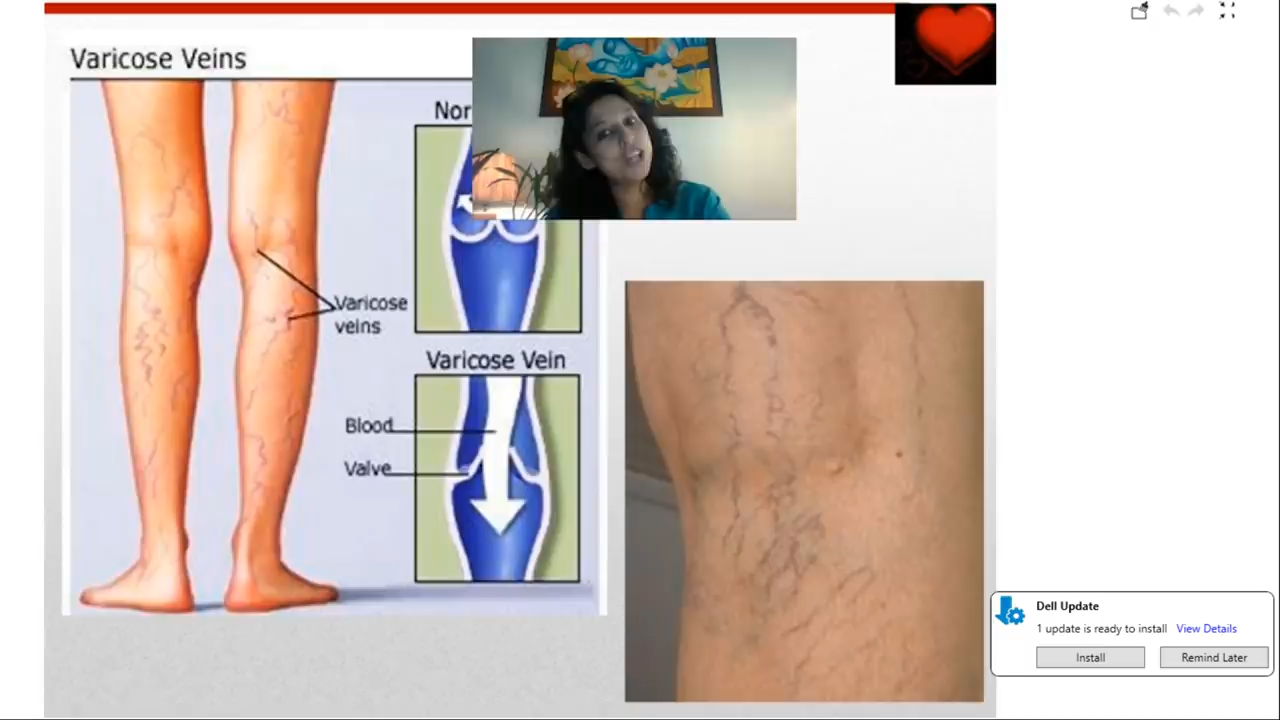 Varicose Veins
Nor
Varicose
veins
Varicose Vein
Blood
Valve
Dell Update
1 update is ready to install View Details
Install
Remind Later